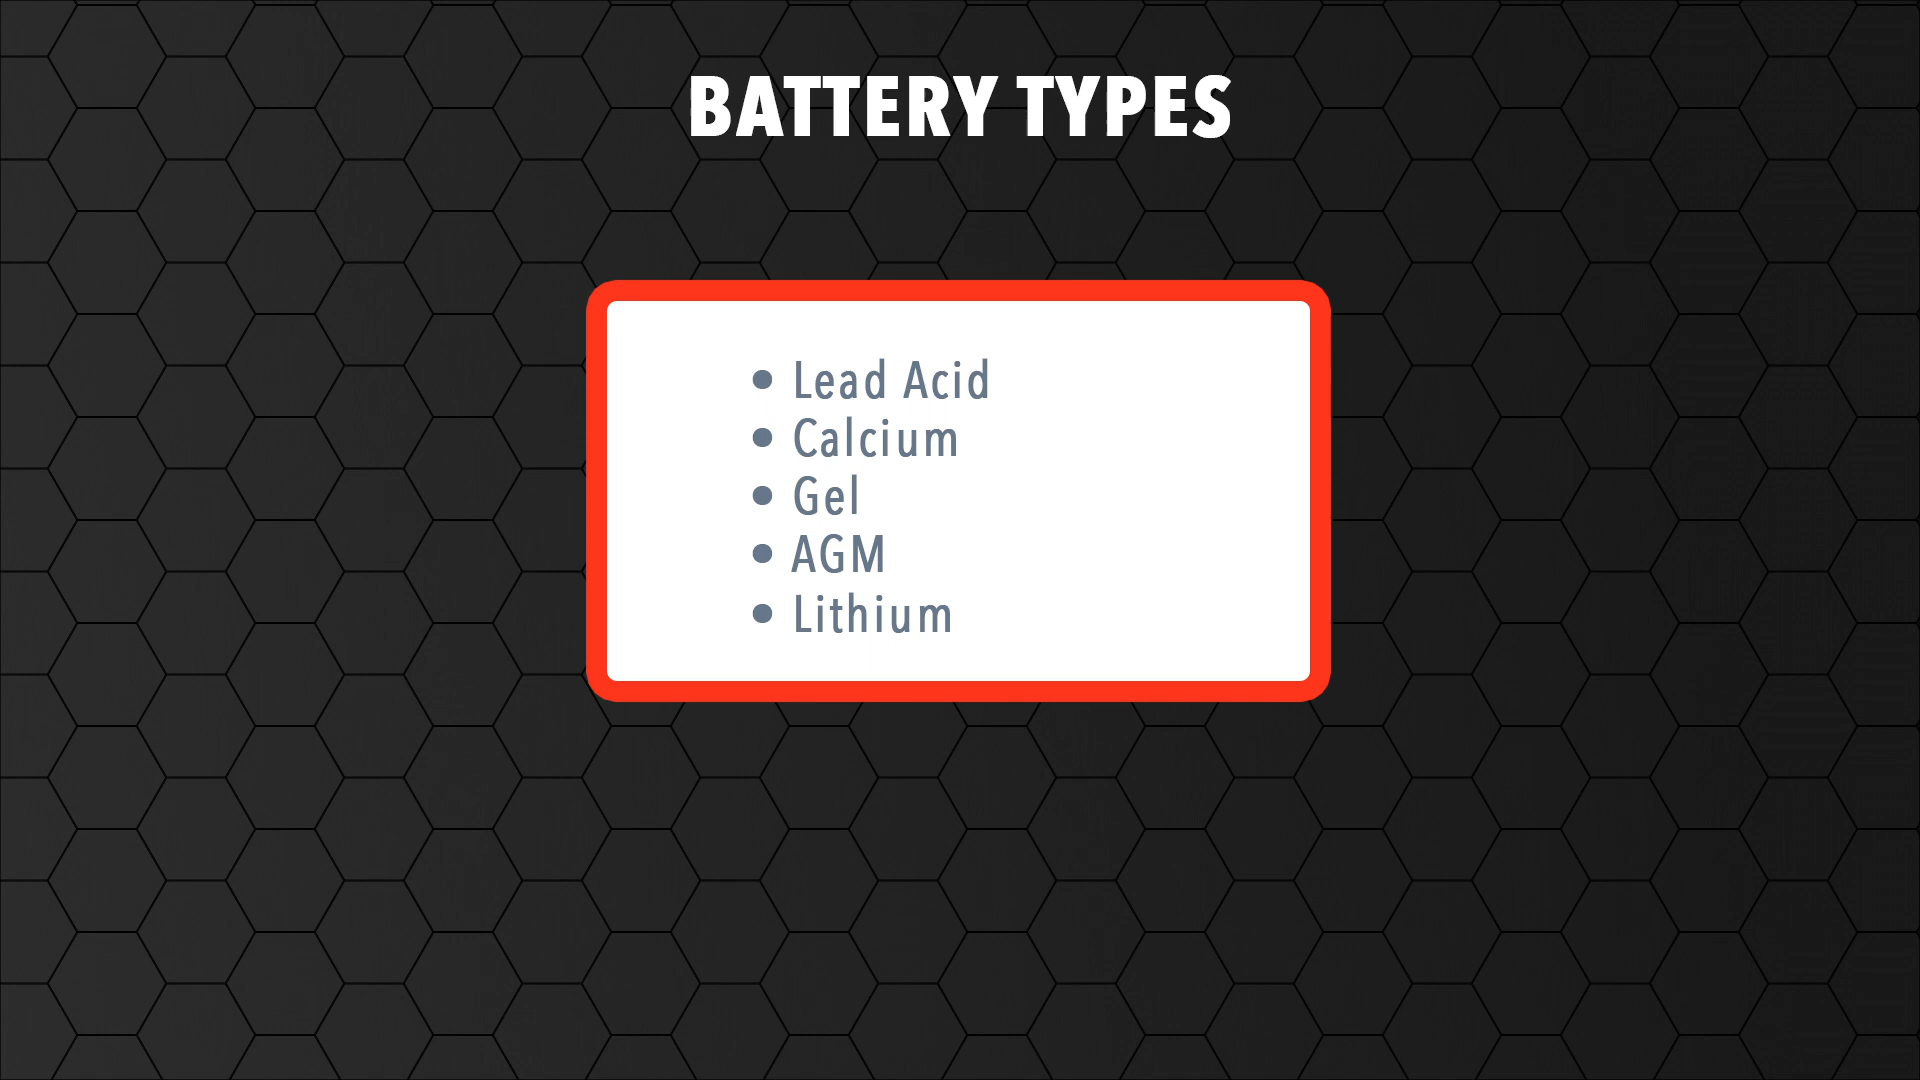 BATTERY TYPES
• Lead Acid
• Calcium
• Gel
• AGM
• Lithium